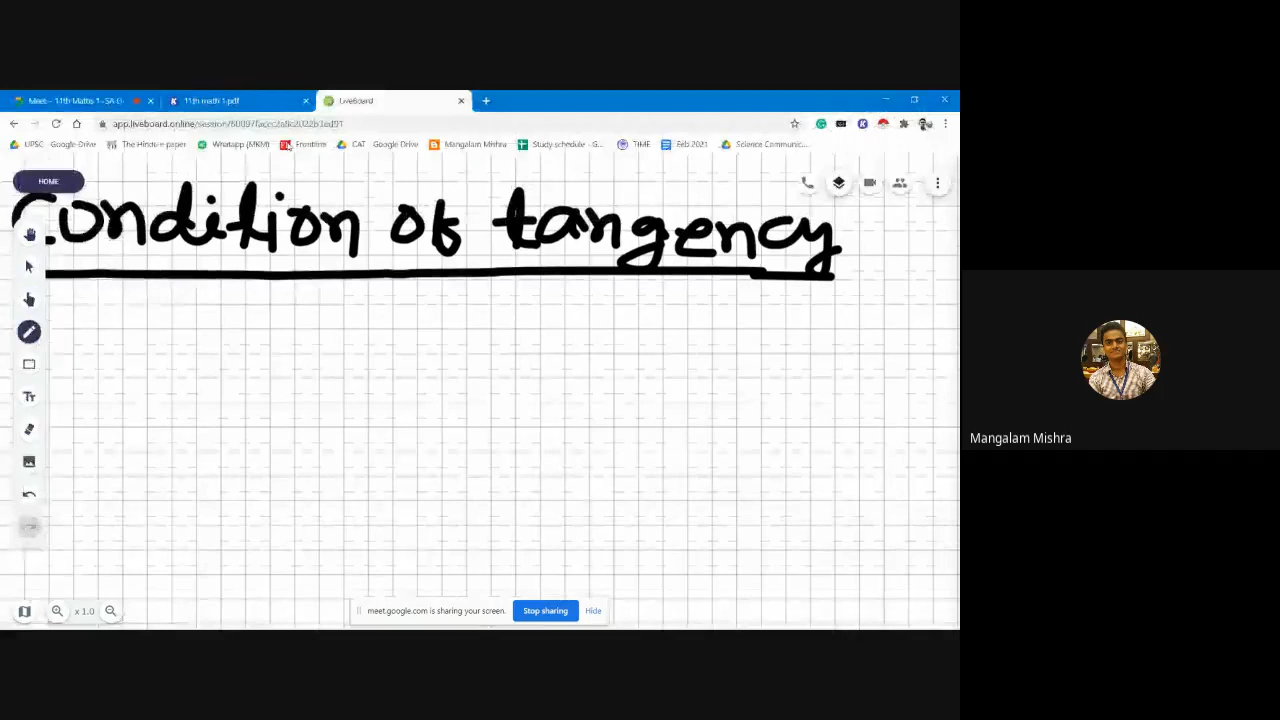 Meet - 11th Maths 1 -SA
11th math 1.pdf
LiveBoard
UPSC - Google Drive
The Hindu e paper
Whatapp (MKM)
Frontline
CAT - Google Drive
Mangalam Mishra
Study schedule - G...
TIME
Feb 2021
Science Communic...
HOME
Condition of tangency
Tт
x 1.0
meet.google.com is sharing your screen.
Stop sharing
Hide
Mangalam Mishra